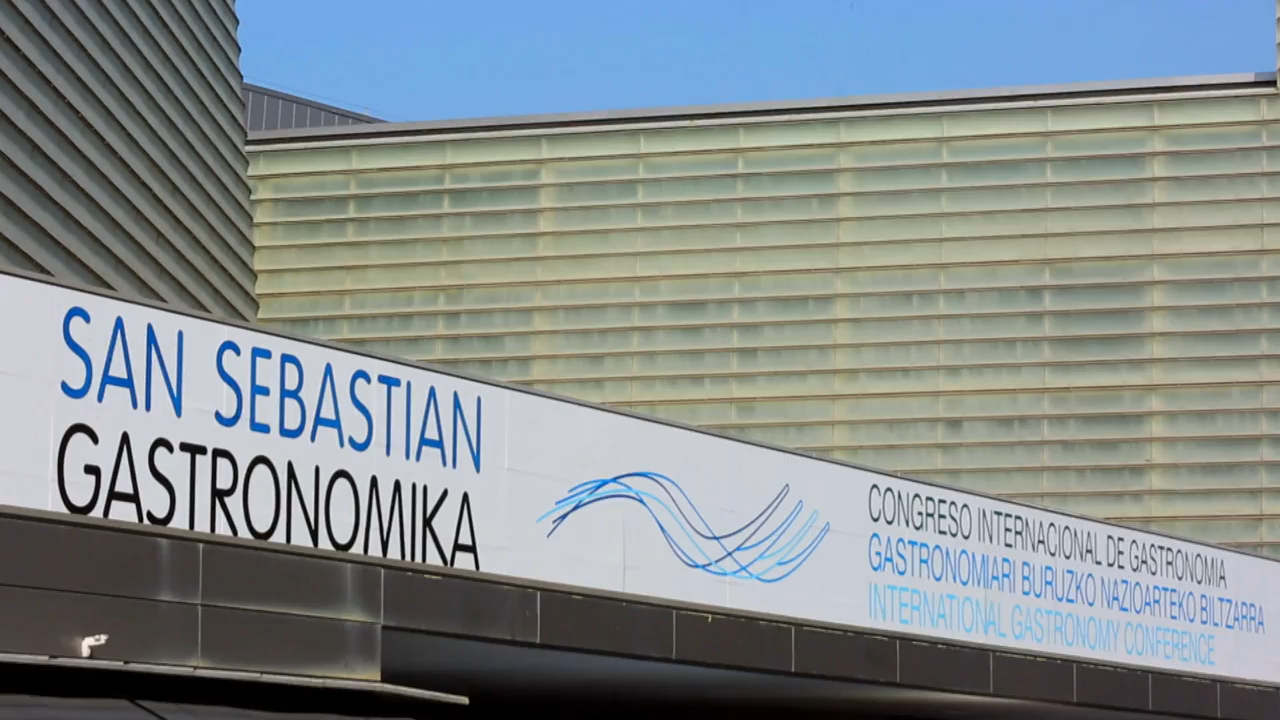 SAN SEBASTIAN
GASTRONOMIKA
CONGRESO INTERNACIONAL DE GASTRONOMIA
GASTRONOMIARI BURUZKO NAZIOARTEKO BILTZARRA
INTERNATIONAL GASTRONOMY CONFERENCE